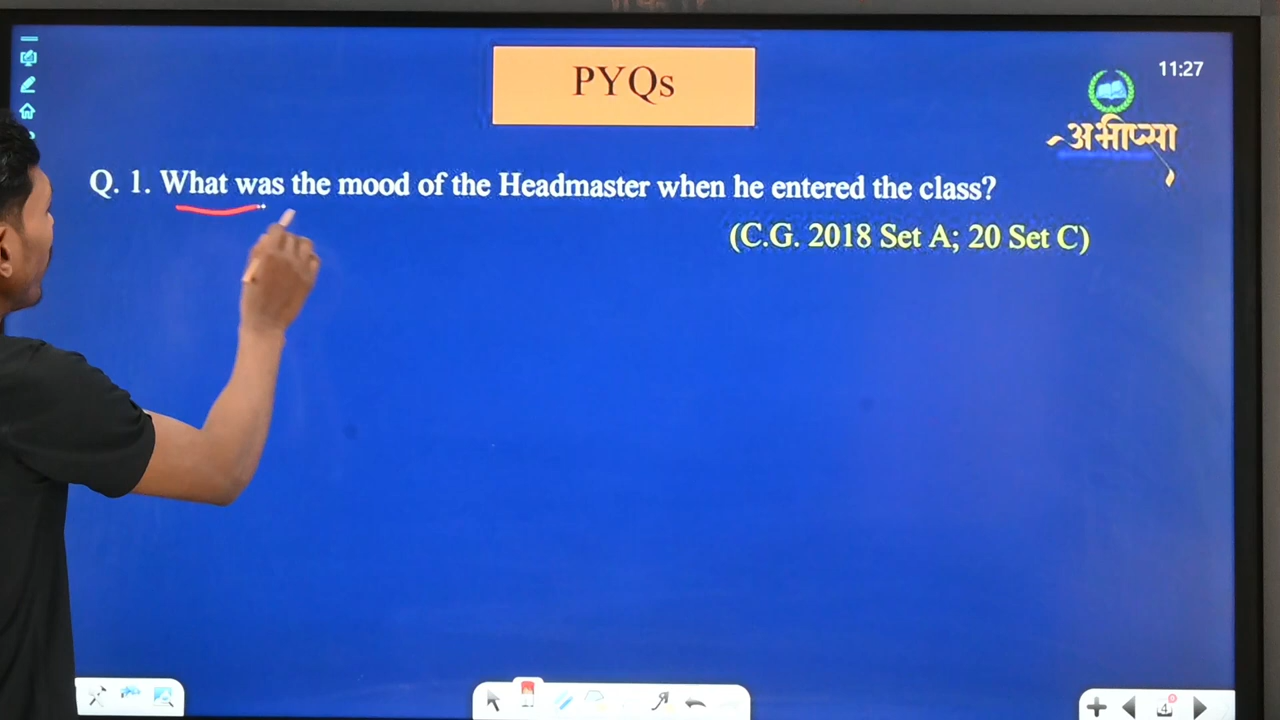 PYQs
11:27
अभीप्सा
Q. 1. What was the mood of the Headmaster when he entered the class?
(C.G. 2018 Set A; 20 Set C)
4